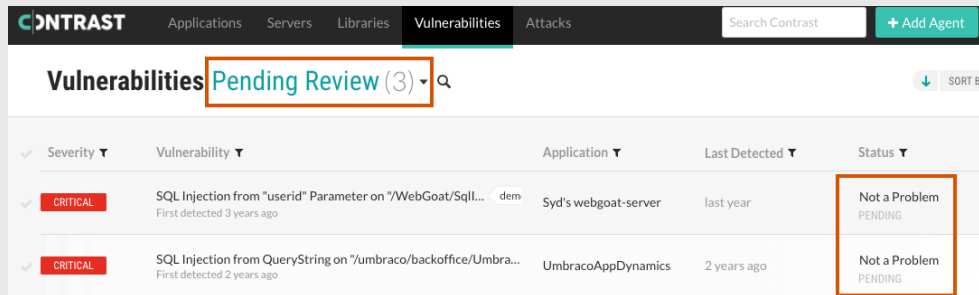 CONTRAST Applications Servers Libraries Vulnerabilities Attacks Search Contrast + Add Agent
Vulnerabilities Pending Review (3) SORT B
Severity Vulnerability Application Last Detected Status
CRITICAL SQL Injection from "userid" Parameter on "/WebGoat/SqlI... dem Syd's webgoat-server last year Not a Problem
First detected 3 years ago PENDING
CRITICAL SQL Injection from QueryString on "/umbraco/backoffice/Umbra... UmbracoAppDynamics 2 years ago Not a Problem
First detected 2 years ago PENDING